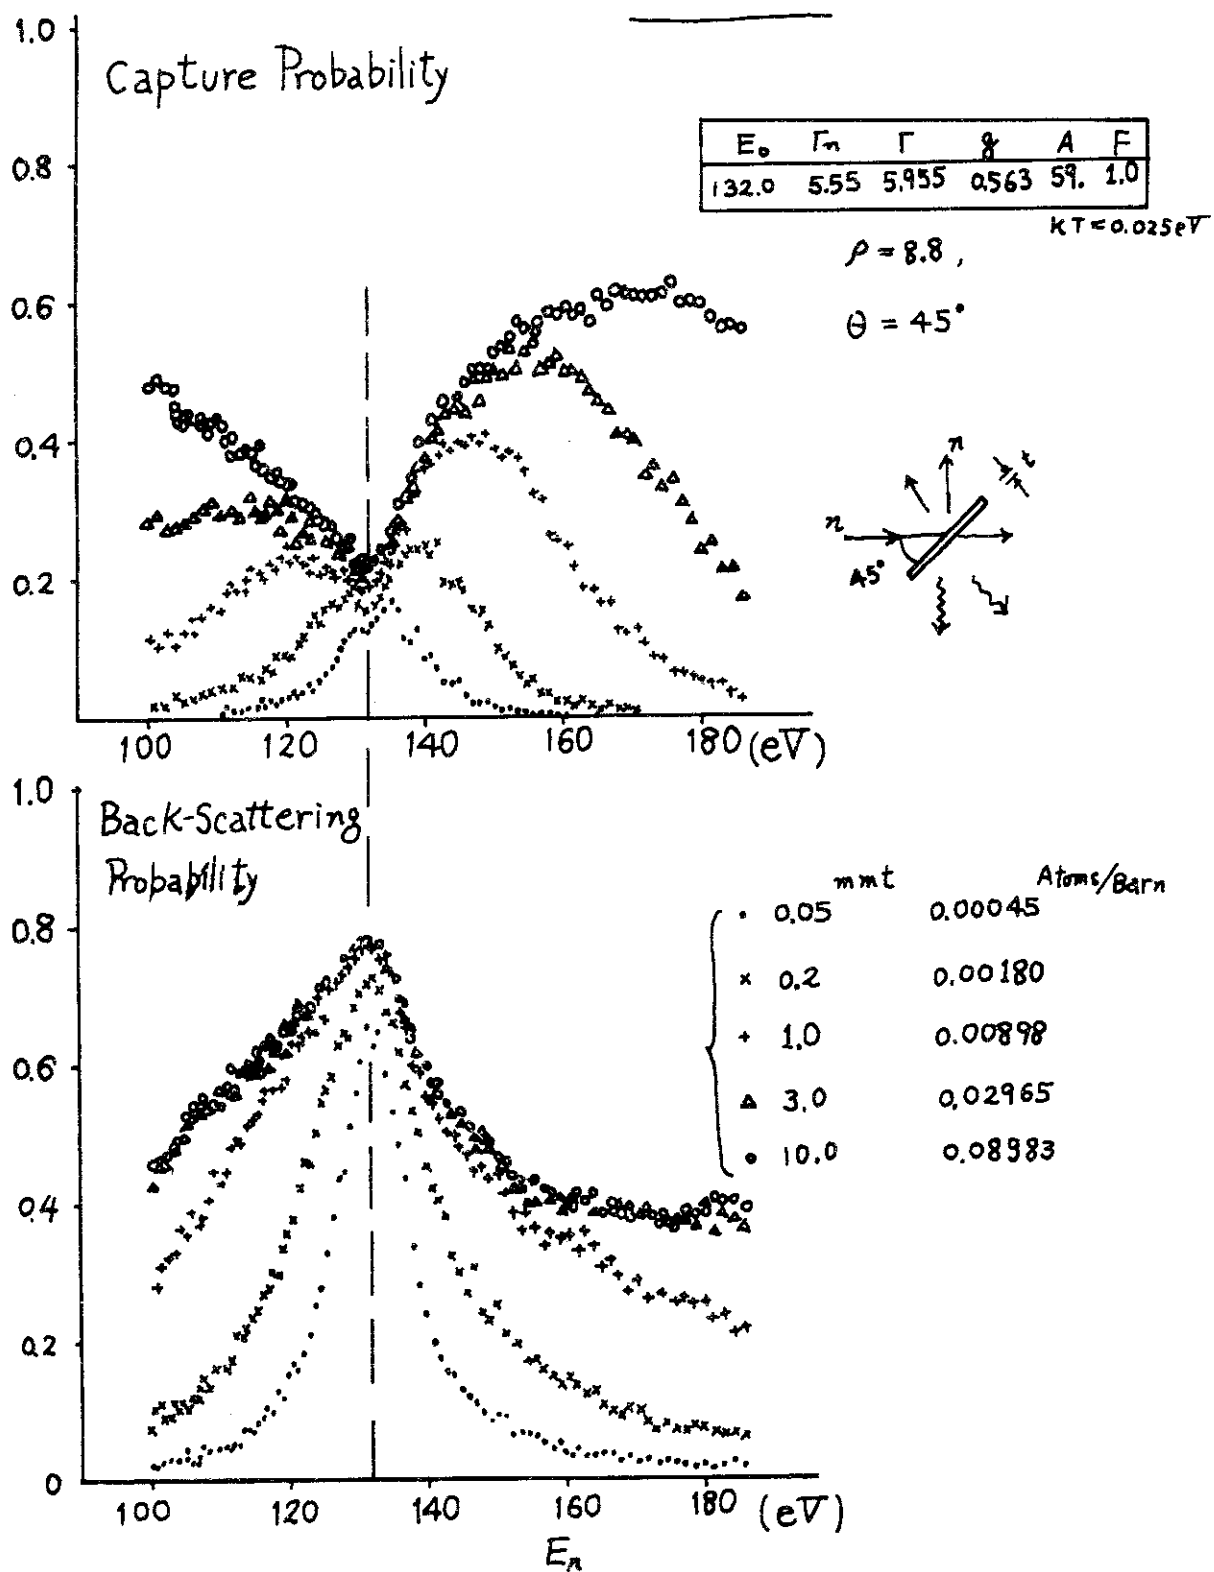 1.0
Capture Probability
E₀ Γn Γ g A F
132.0 5.55 5.955 0.563 59. 1.0
kT = 0.025eV
0.8
ρ = 8.8 ,
0.6
θ = 45°
0.4
n
t
n
45°
0.2
100 120 140 160 180 (eV)
1.0
Back-Scattering
Probability
mmt Atoms/Barn
0.8
· 0.05 0.00045
× 0.2 0.00180
+ 1.0 0.00898
0.6
△ 3.0 0.02965
○ 10.0 0.08983
0.4
0.2
0
100 120 140 160 180 (eV)
En